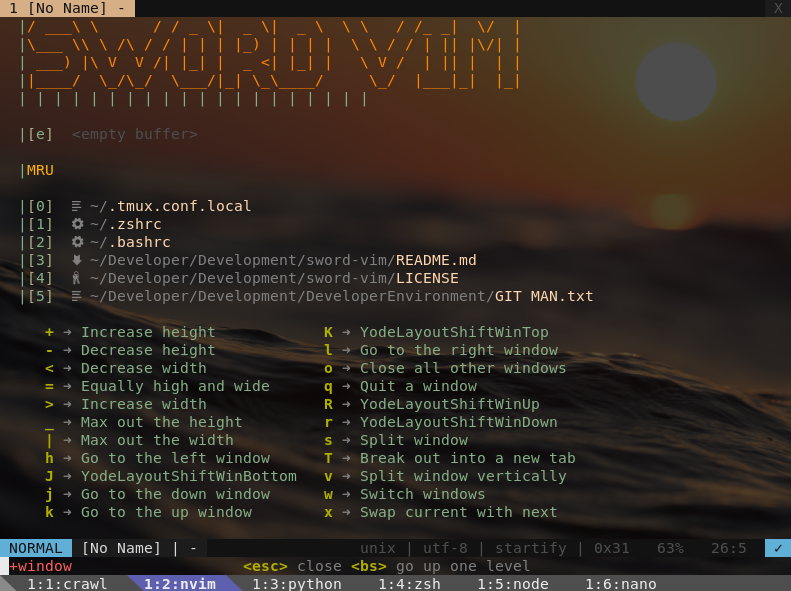 1 [No Name] - X
|/ ___\ \      / / _ \|  _ \|  _ \  \ \   / /_ _|  \/  |
|\___ \\ \ /\ / / | | | |_) | | | |  \ \ / / | || |\/| |
| ___) |\ V  V /| |_| |  _ <| |_| |   \ V /  | || |  | |
||____/  \_/\_/  \___/|_| \_\____/     \_/  |___|_|  |_|
| | | | | | | | | | | | | | | | | | | |
|[e] <empty buffer>
|MRU
|[0] ~/.tmux.conf.local
|[1] ~/.zshrc
|[2] ~/.bashrc
|[3] ~/Developer/Development/sword-vim/README.md
|[4] ~/Developer/Development/sword-vim/LICENSE
|[5] ~/Developer/Development/DeveloperEnvironment/GIT MAN.txt
+ → Increase height K → YodeLayoutShiftWinTop
- → Decrease height l → Go to the right window
< → Decrease width o → Close all other windows
= → Equally high and wide q → Quit a window
> → Increase width R → YodeLayoutShiftWinUp
_ → Max out the height r → YodeLayoutShiftWinDown
| → Max out the width s → Split window
h → Go to the left window T → Break out into a new tab
J → YodeLayoutShiftWinBottom v → Split window vertically
j → Go to the down window w → Switch windows
k → Go to the up window x → Swap current with next
NORMAL [No Name] | - unix | utf-8 | startify | 0x31 63% 26:5 ✓
+window <esc> close <bs> go up one level
1:1:crawl 1:2:nvim 1:3:python 1:4:zsh 1:5:node 1:6:nano